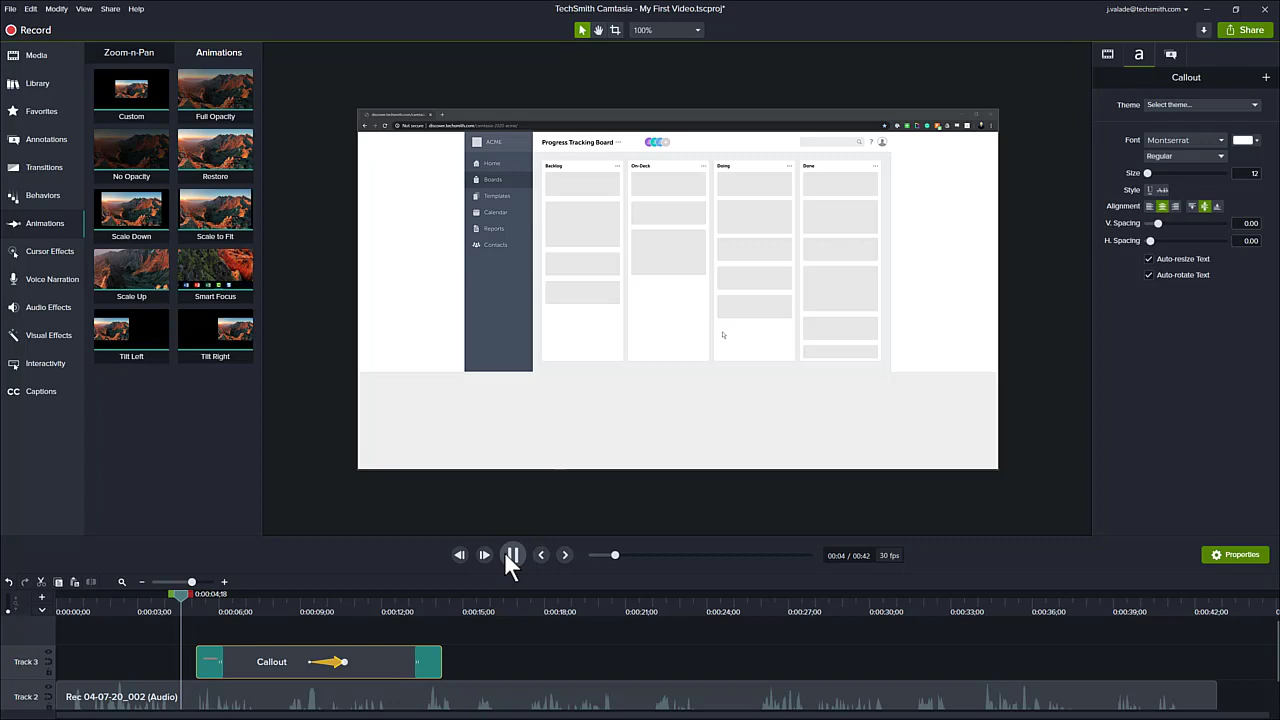 File Edit Modify View Share Help
TechSmith Camtasia - My First Video.tscproj*
j.valade@techsmith.com
Record
100%
Share
Media
Library
Favorites
Annotations
Transitions
Behaviors
Animations
Cursor Effects
Voice Narration
Audio Effects
Visual Effects
Interactivity
CC Captions
Zoom-n-Pan Animations
Custom Full Opacity
No Opacity Restore
Scale Down Scale to Fit
Scale Up Smart Focus
Tilt Left Tilt Right
Not secure discover.techsmith.com/camtasia-2020-acme/
ACME
Home
Boards
Templates
Calendar
Reports
Contacts
Progress Tracking Board ···
?
Backlog ··· On-Deck ··· Doing ··· Done ···
a
Callout +
Theme Select theme...
Font Montserrat
Regular
Size 12
Style
Alignment
V. Spacing 0.00
H. Spacing 0.00
Auto-resize Text
Auto-rotate Text
00:04 / 00:42 30 fps
Properties
0:00:04;18
0:00:00;00 0:00:03;00 0:00:06;00 0:00:09;00 0:00:12;00 0:00:15;00 0:00:18;00 0:00:21;00 0:00:24;00 0:00:27;00 0:00:30;00 0:00:33;00 0:00:36;00 0:00:39;00 0:00:42;00
Track 3
Callout
Track 2
Rec 04-07-20_002 (Audio)